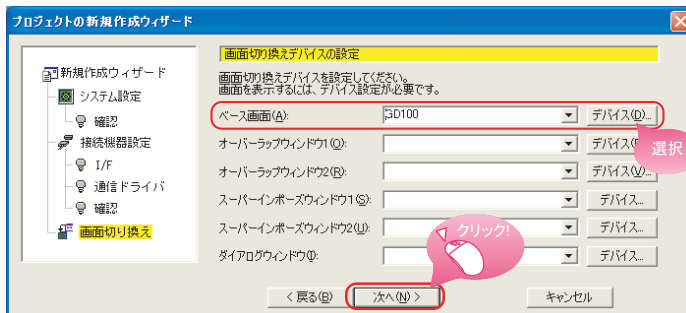 プロジェクトの新規作成ウィザード
新規作成ウィザード
システム設定
確認
接続機器設定
I/F
通信ドライバ
確認
画面切り換え
画面切り換えデバイスの設定
画面切り換えデバイスを設定してください。
画面を表示するには、デバイス設定が必要です。
ベース画面(A): GD100 デバイス(D)...
オーバーラップウィンドウ1(O):
選択
オーバーラップウィンドウ2(R): デバイス(V)...
スーパーインポーズウィンドウ1(S): デバイス...
スーパーインポーズウィンドウ2(U): デバイス...
クリック!
ダイアログウィンドウ(I): デバイス...
< 戻る(B) 次へ(N) > キャンセル